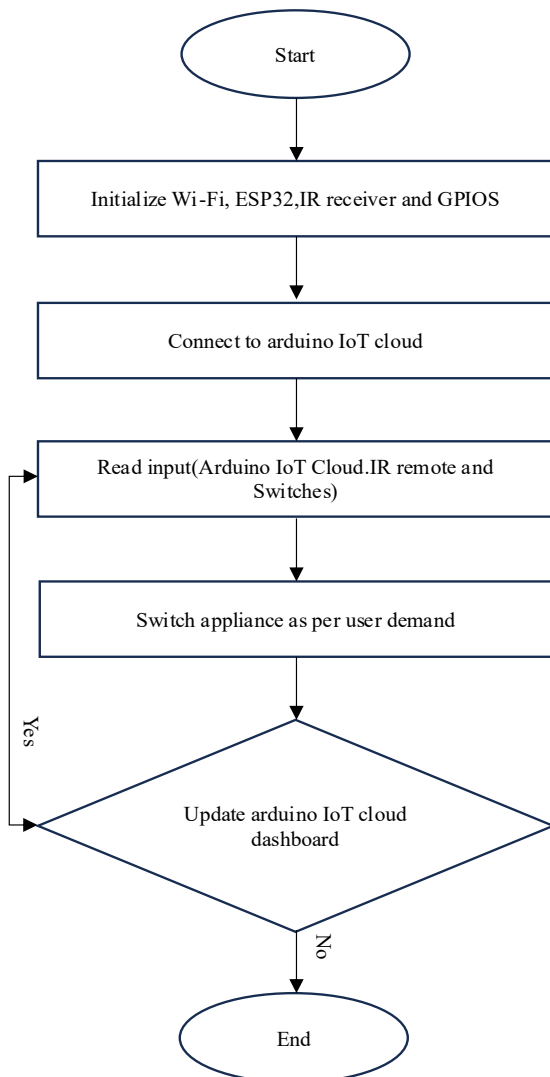 Start
Initialize Wi-Fi, ESP32,IR receiver and GPIOS
Connect to arduino IoT cloud
Read input(Arduino IoT Cloud.IR remote and
Switches)
Switch appliance as per user demand
Yes
Update arduino IoT cloud
dashboard
No
End